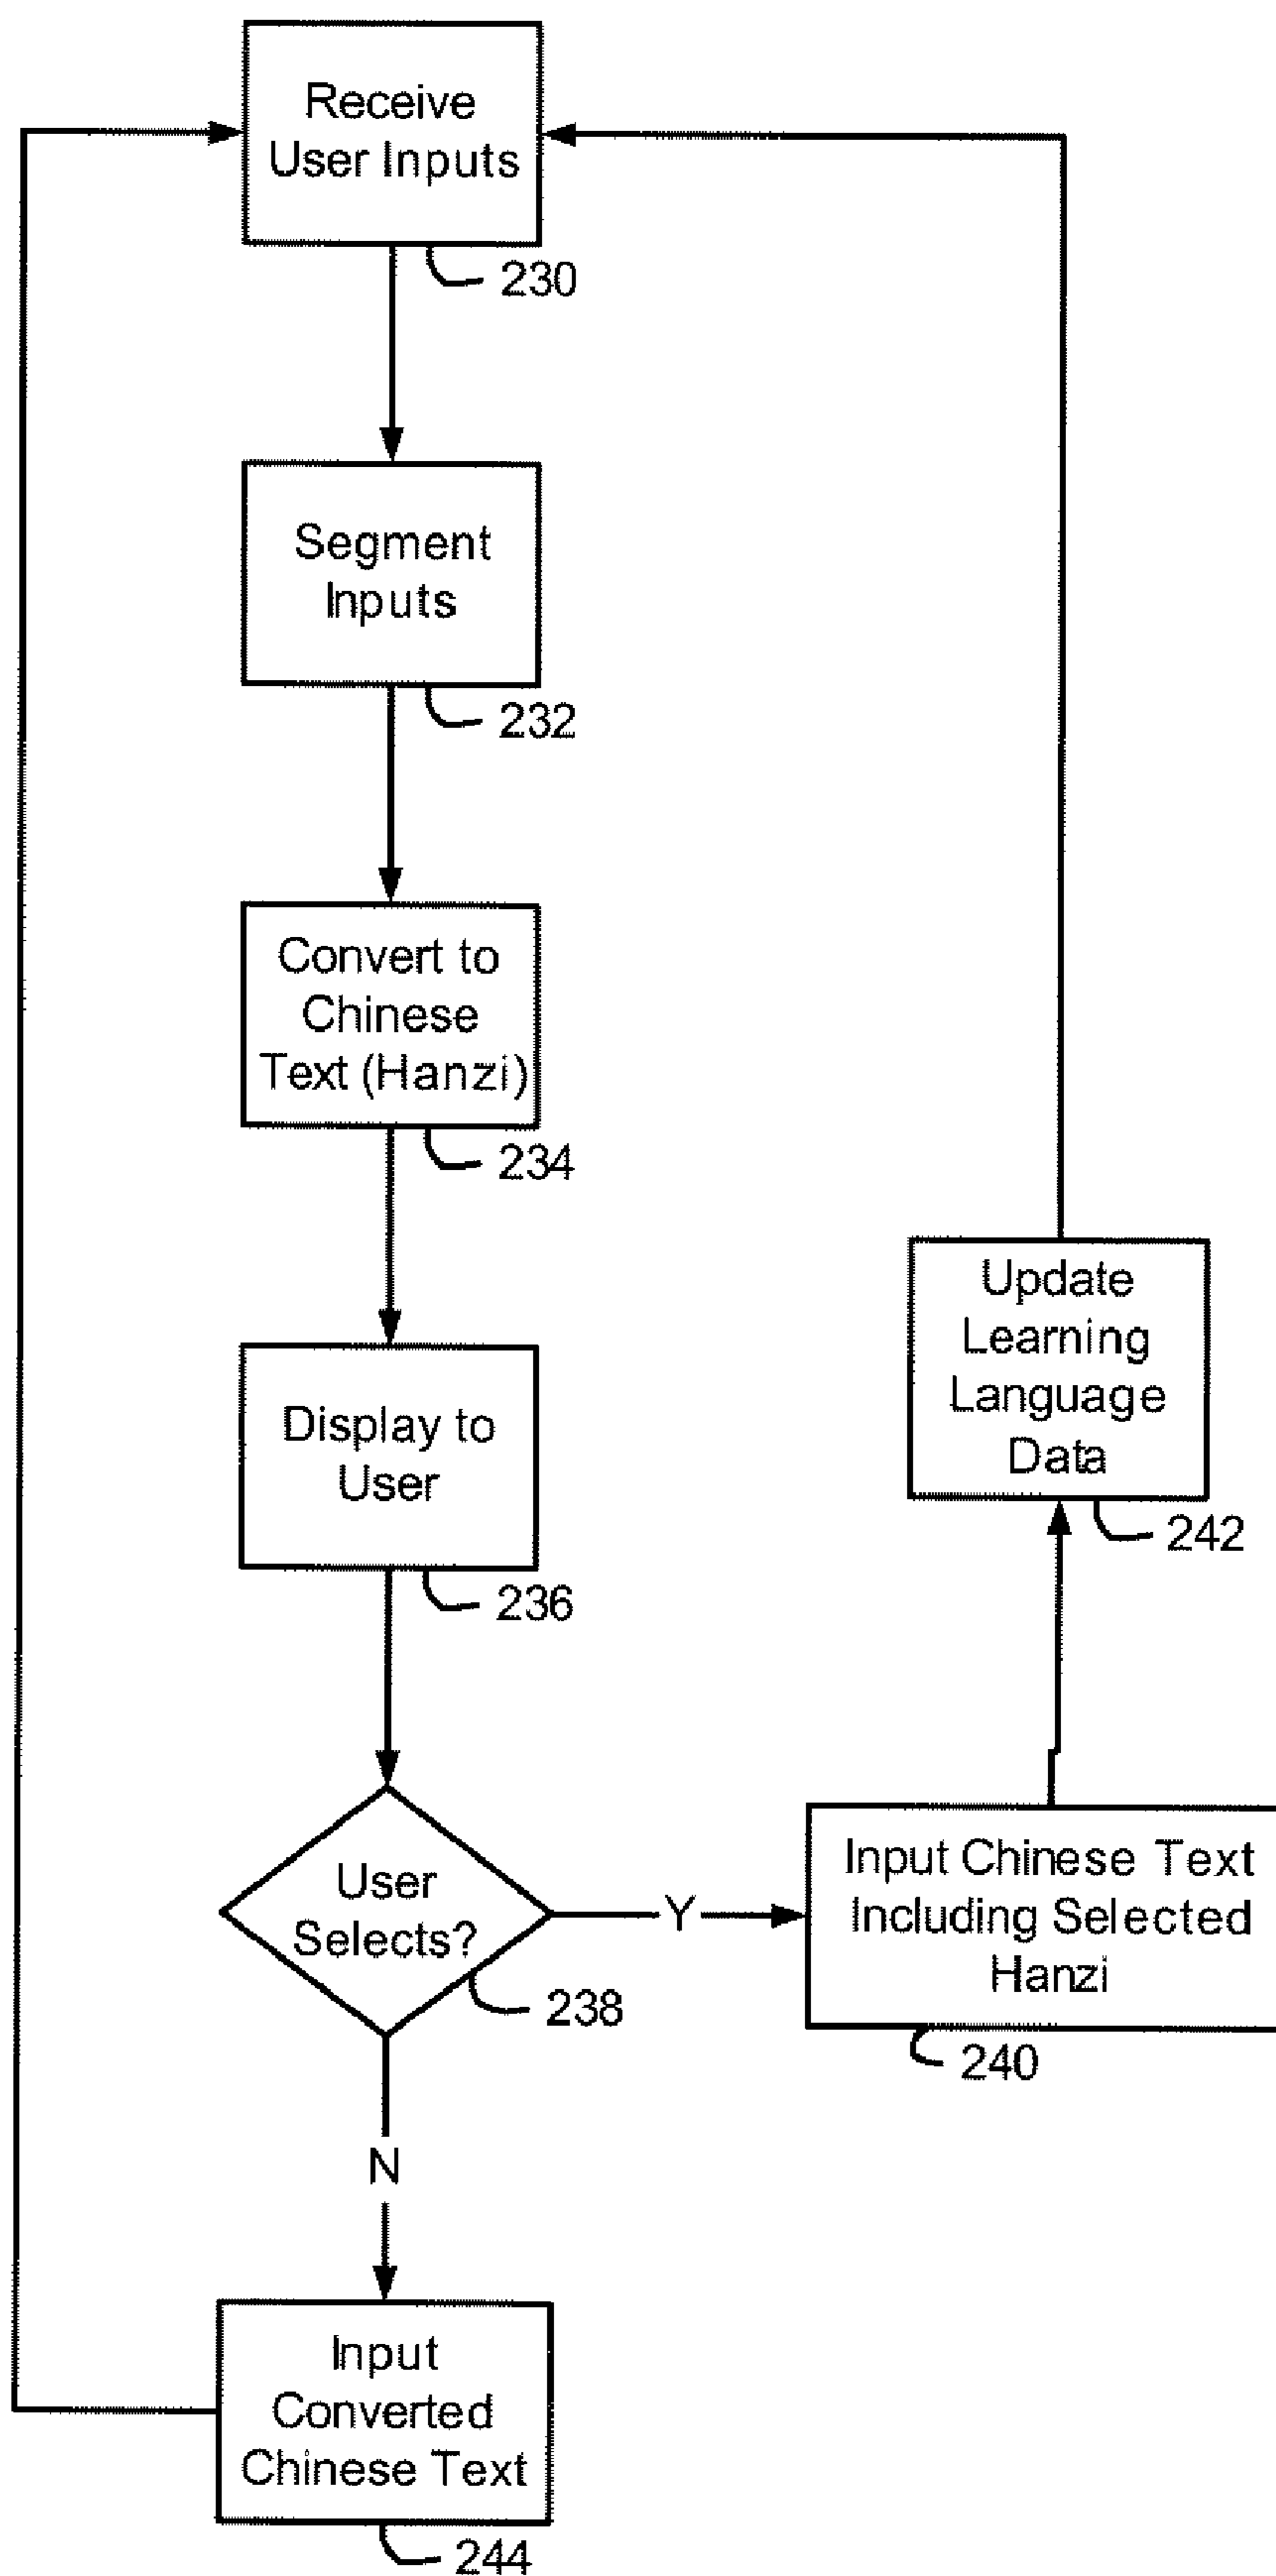 Receive
User Inputs
230
Segment
Inputs
232
Convert to
Chinese
Text (Hanzi)
234
Display to
User
236
User
Selects?
238
Y
Input Chinese Text
Including Selected
Hanzi
240
Update
Learning
Language
Data
242
N
Input
Converted
Chinese Text
244